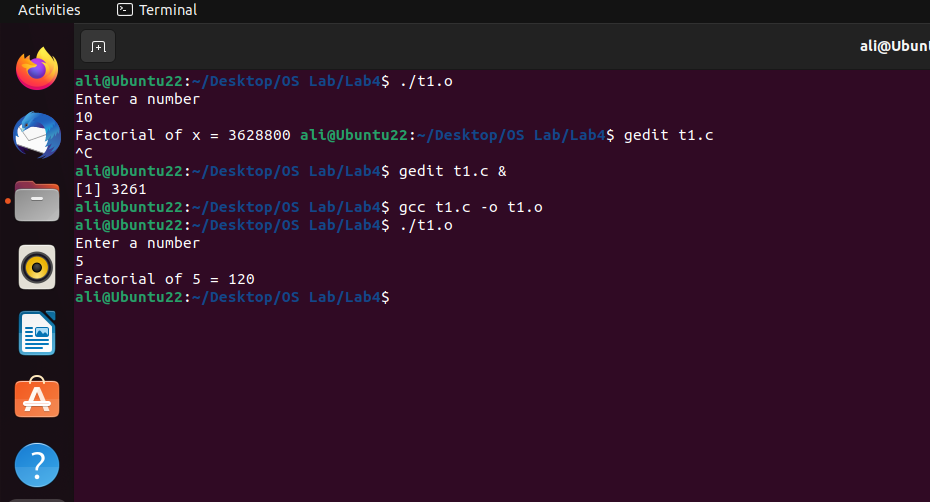 Activities Terminal
ali@Ubun
ali@Ubuntu22:~/Desktop/OS Lab/Lab4$ ./t1.o
Enter a number
10
Factorial of x = 3628800 ali@Ubuntu22:~/Desktop/OS Lab/Lab4$ gedit t1.c
^C
ali@Ubuntu22:~/Desktop/OS Lab/Lab4$ gedit t1.c &
[1] 3261
ali@Ubuntu22:~/Desktop/OS Lab/Lab4$ gcc t1.c -o t1.o
ali@Ubuntu22:~/Desktop/OS Lab/Lab4$ ./t1.o
Enter a number
5
Factorial of 5 = 120
ali@Ubuntu22:~/Desktop/OS Lab/Lab4$